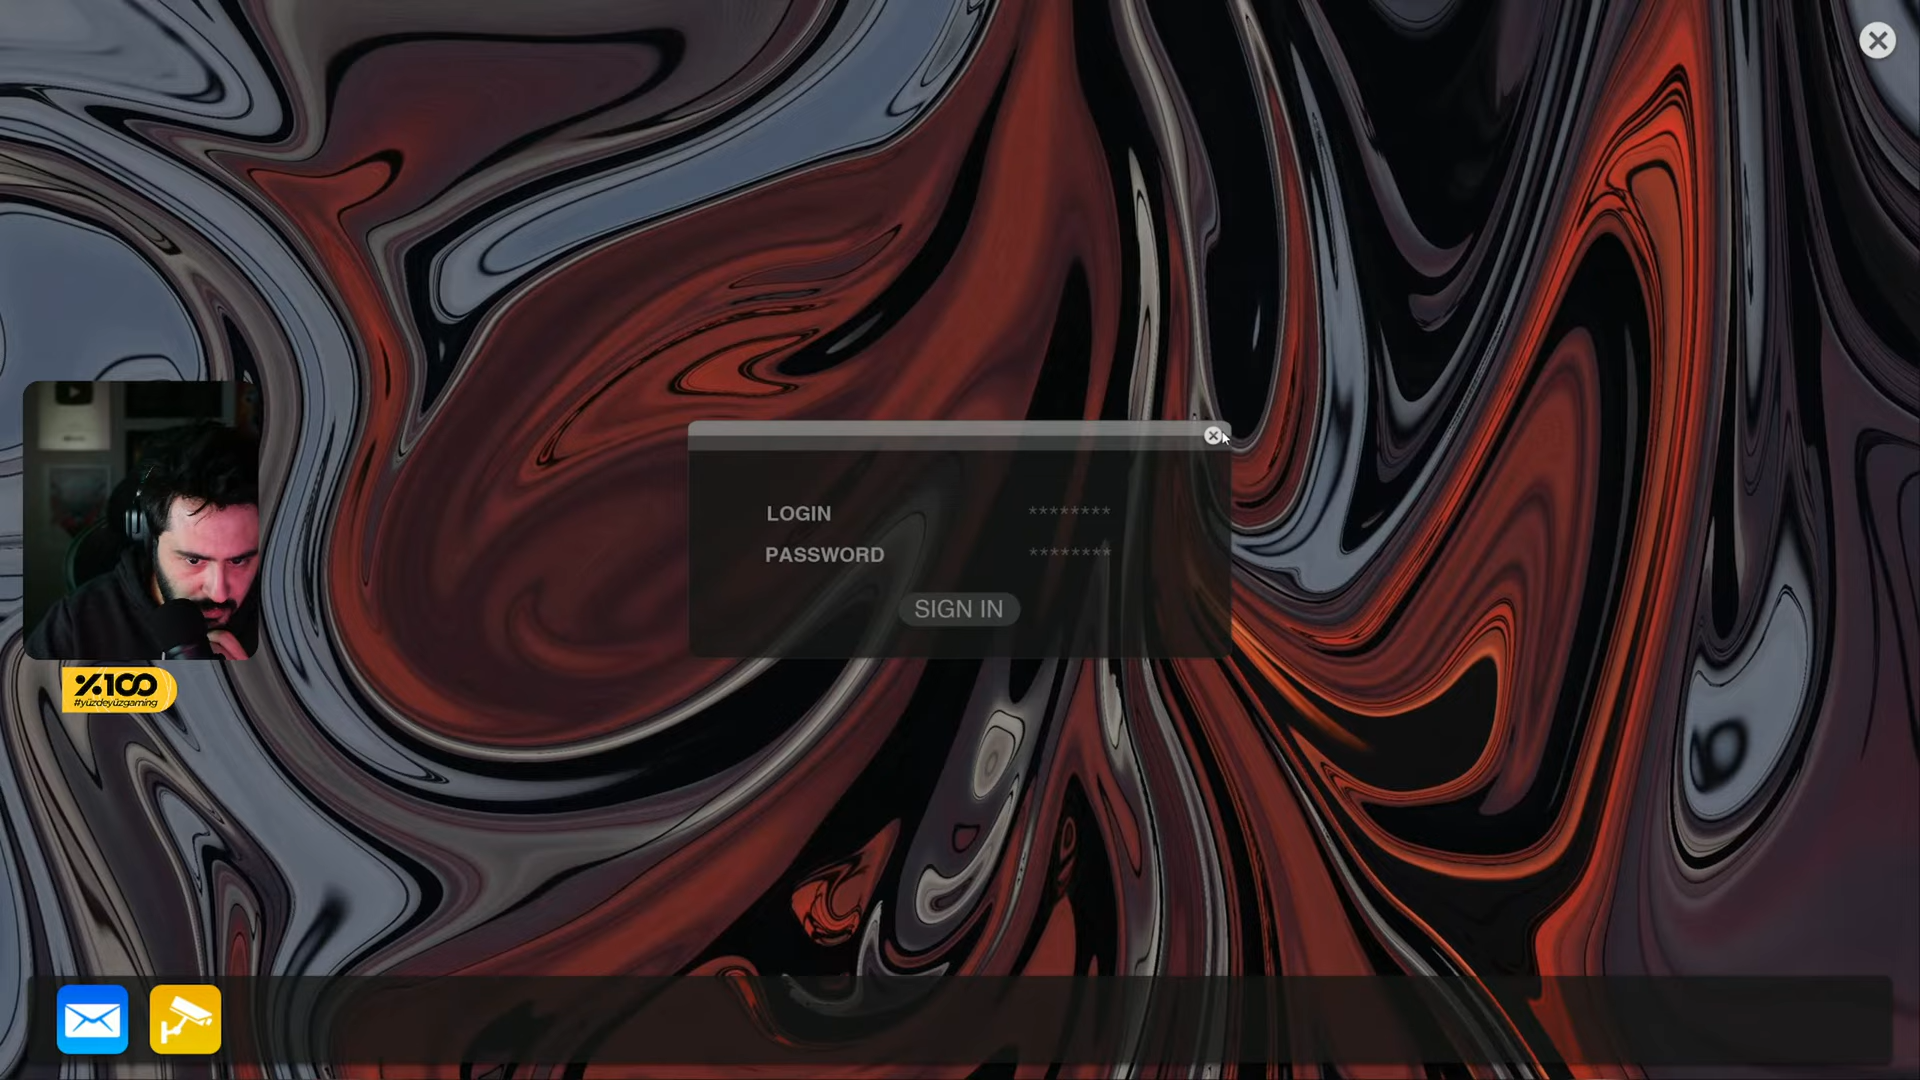 LOGIN ********
PASSWORD ********
SIGN IN
%100
#yüzdeyüzgaming